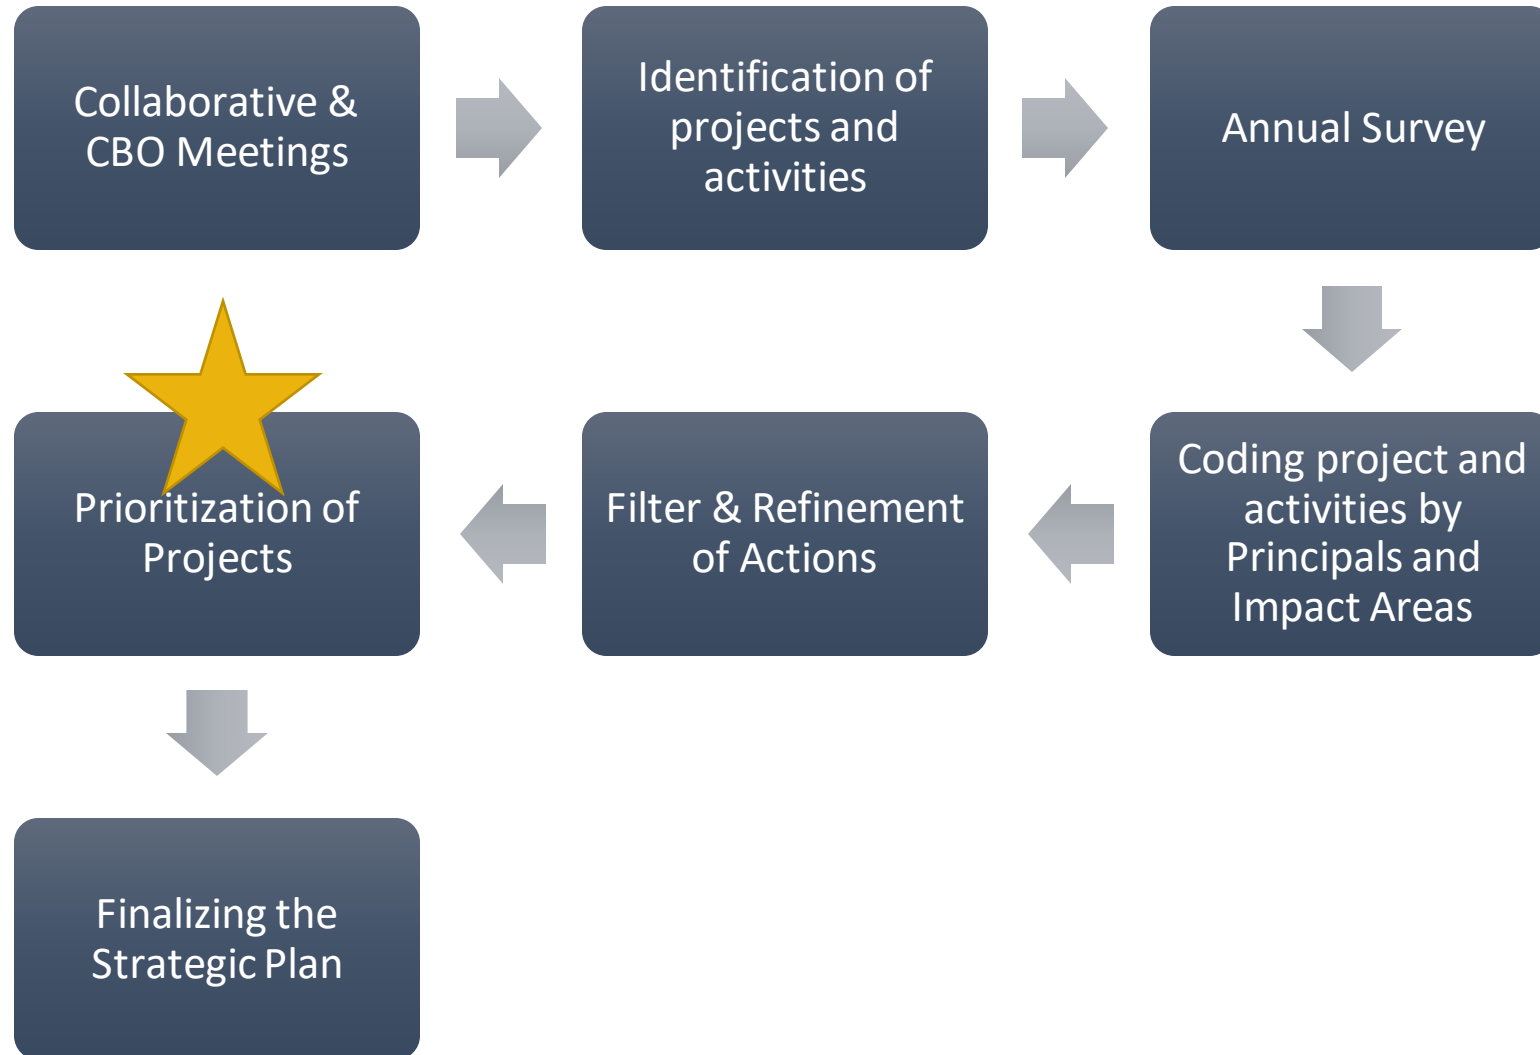 Collaborative &
CBO Meetings
Identification of
projects and
activities
Annual Survey
Coding project and
activities by
Principals and
Impact Areas
Filter & Refinement
of Actions
Prioritization of
Projects
Finalizing the
Strategic Plan